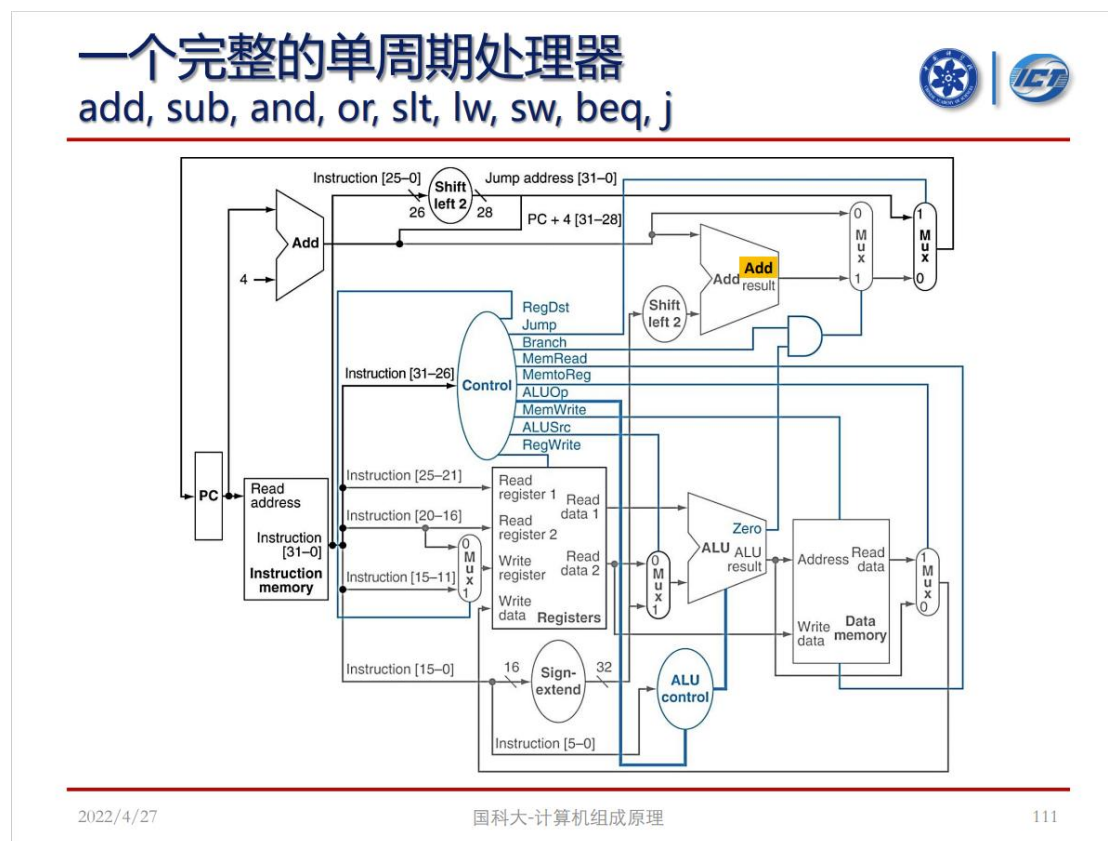 一个完整的单周期处理器
add, sub, and, or, slt, lw, sw, beq, j
ICT
Instruction [25–0]
Shift
left 2
Jump address [31–0]
26
28
PC + 4 [31–28]
Add
4
0
M
u
x
1
1
M
u
x
0
Add
Add
result
Shift
left 2
RegDst
Jump
Branch
MemRead
MemtoReg
ALUOp
MemWrite
ALUSrc
RegWrite
Instruction [31–26]
Control
PC
Read
address
Instruction
[31–0]
Instruction
memory
Instruction [25–21]
Instruction [20–16]
Instruction [15–11]
0
M
u
x
1
Read
register 1
Read
register 2
Write
register
Write
data
Read
data 1
Read
data 2
Registers
0
M
u
x
1
Zero
ALU
ALU
result
Address
Read
data
Write
data
Data
memory
1
M
u
x
0
Instruction [15–0]
16
Sign-
extend
32
ALU
control
Instruction [5–0]
2022/4/27
国科大-计算机组成原理
111